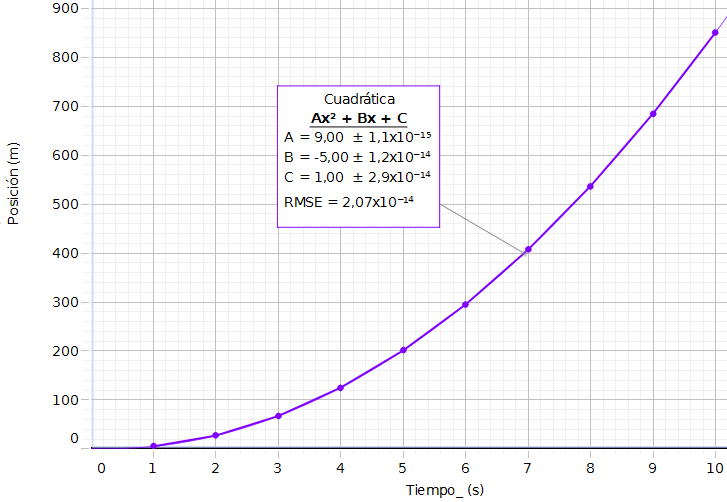 900
800
700
600
500
400
300
200
100
0
Posición (m)
Cuadrática
Ax² + Bx + C
A = 9,00 ± 1,1x10⁻¹⁵
B = -5,00 ± 1,2x10⁻¹⁴
C = 1,00 ± 2,9x10⁻¹⁴
RMSE = 2,07x10⁻¹⁴
0 1 2 3 4 5 6 7 8 9 10
Tiempo_ (s)